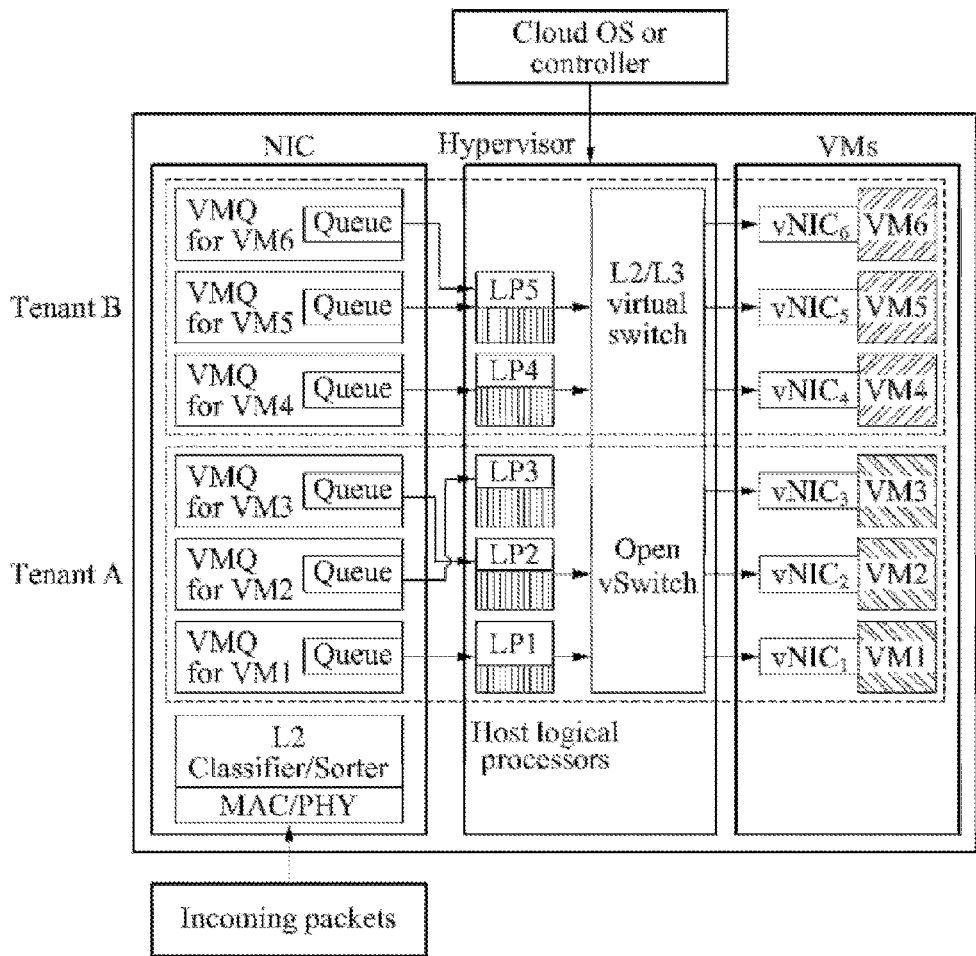 Cloud OS or
controller
NIC
Hypervisor
VMs
Tenant B
VMQ
for VM6
Queue
VMQ
for VM5
Queue
VMQ
for VM4
Queue
LP5
LP4
L2/L3
virtual
switch
vNIC6
VM6
vNIC5
VM5
vNIC4
VM4
Tenant A
VMQ
for VM3
Queue
VMQ
for VM2
Queue
VMQ
for VM1
Queue
LP3
LP2
LP1
Open
vSwitch
vNIC3
VM3
vNIC2
VM2
vNIC1
VM1
L2
Classifier/Sorter
MAC/PHY
Host logical
processors
Incoming packets